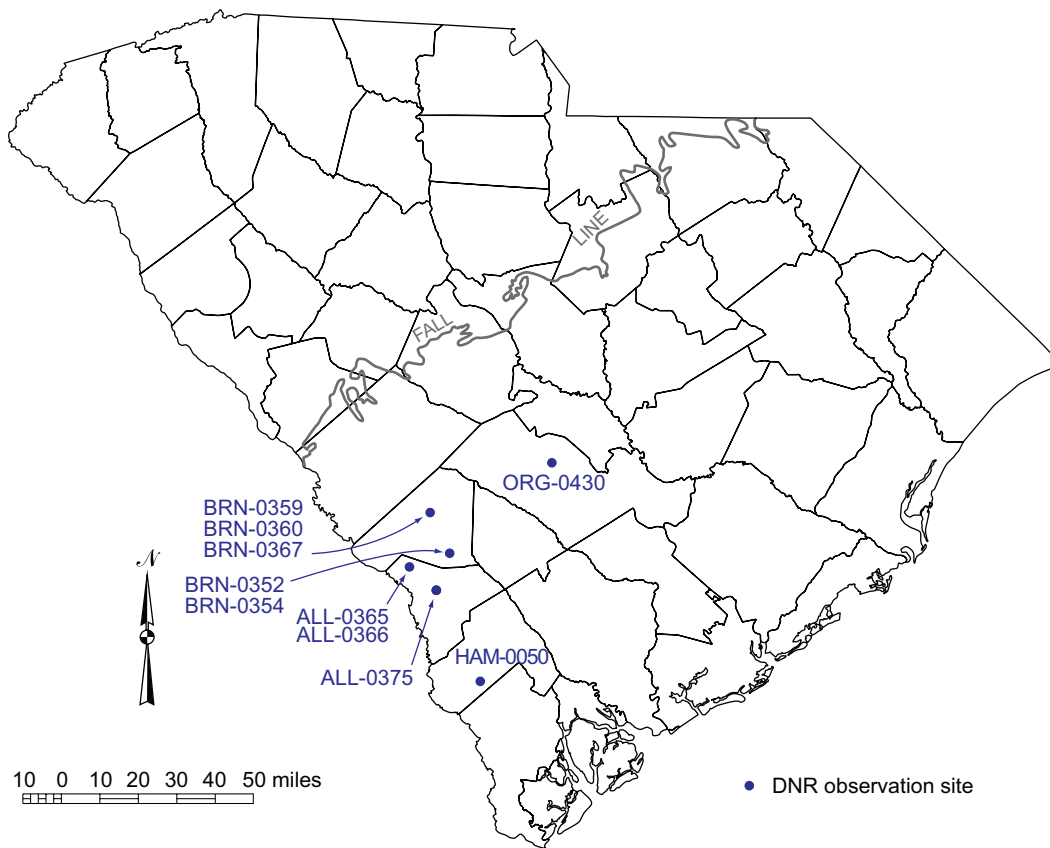 LINE
FALL
ORG-0430
BRN-0359
BRN-0360
BRN-0367
BRN-0352
BRN-0354
ALL-0365
ALL-0366
ALL-0375
HAM-0050
N
10 0 10 20 30 40 50 miles
DNR observation site